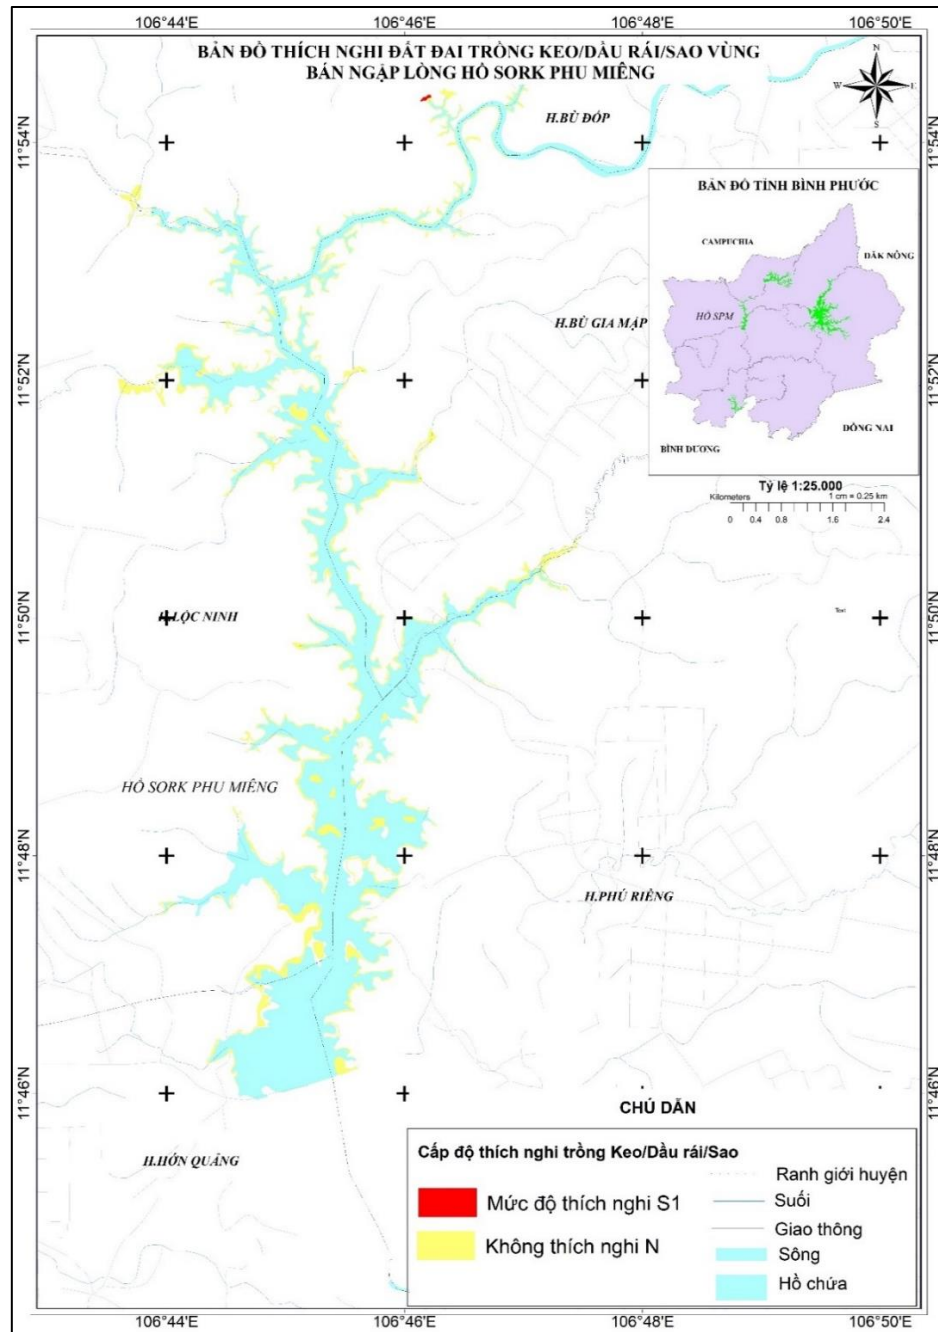 106°44'E 106°46'E 106°48'E 106°50'E
BẢN ĐỒ THÍCH NGHI ĐẤT ĐAI TRỒNG KEO/DẦU RÁI/SAO VÙNG
BÁN NGẬP LÒNG HỒ SORK PHU MIÊNG
N
W E
S
H.BÙ ĐỐP
11°54'N 11°54'N
BẢN ĐỒ TỈNH BÌNH PHƯỚC
CAMPUCHIA
ĐĂK NÔNG
HỒ SPM
ĐỒNG NAI
BÌNH DƯƠNG
H.BÙ GIA MẬP
11°52'N 11°52'N
Tỷ lệ 1:25.000
Kilometers 1 cm = 0.25 km
0 0.4 0.8 1.6 2.4
11°50'N H.LỘC NINH Text 11°50'N
HỒ SORK PHU MIÊNG
11°48'N 11°48'N
H.PHÚ RIỀNG
11°46'N 11°46'N
H.HỚN QUẢNG
CHÚ DẪN
Cấp độ thích nghi trồng Keo/Dầu rái/Sao
Mức độ thích nghi S1
Không thích nghi N
Ranh giới huyện
Suối
Giao thông
Sông
Hồ chứa
106°44'E 106°46'E 106°48'E 106°50'E